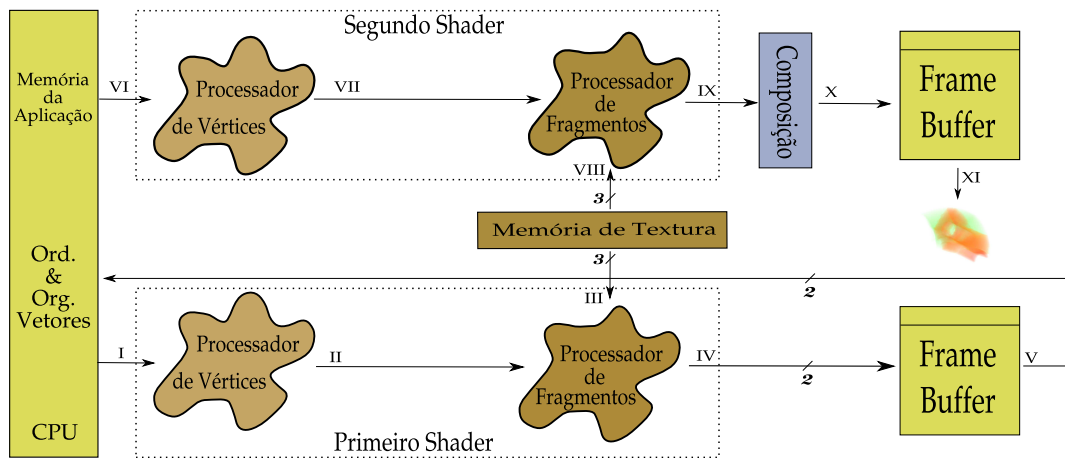 Segundo Shader
Memória
da
Aplicação
VI
Processador
de Vértices
VII
Processador
de
Fragmentos
VIII
IX
Composição
X
Frame
Buffer
XI
3
Memória de Textura
3
2
Ord.
&
Org.
Vetores
I
Processador
de Vértices
II
III
Processador
de
Fragmentos
IV
2
Frame
Buffer
V
CPU
Primeiro Shader